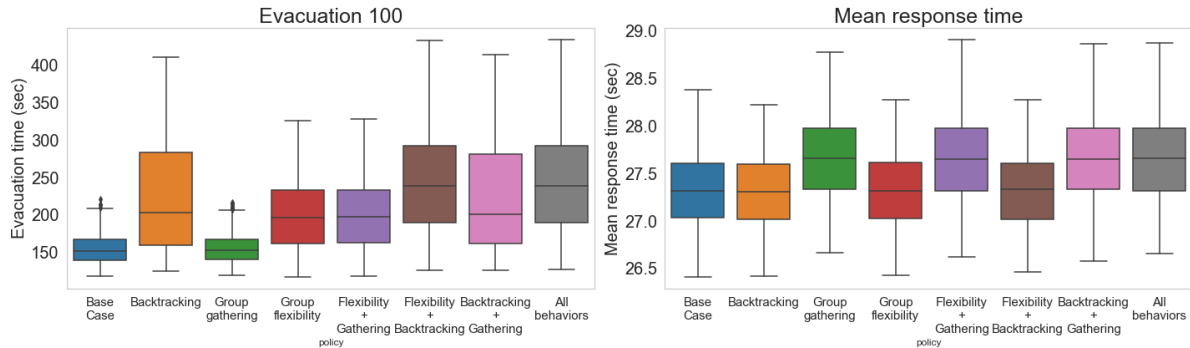 Evacuation 100
Evacuation time (sec)
400
350
300
250
200
150
Base Case
Backtracking
Group gathering
Group flexibility
Flexibility + Gathering
Flexibility + Backtracking
Backtracking + Gathering
All behaviors
policy
Mean response time
Mean response time (sec)
29.0
28.5
28.0
27.5
27.0
26.5
Base Case
Backtracking
Group gathering
Group flexibility
Flexibility + Gathering
Flexibility + Backtracking
Backtracking + Gathering
All behaviors
policy